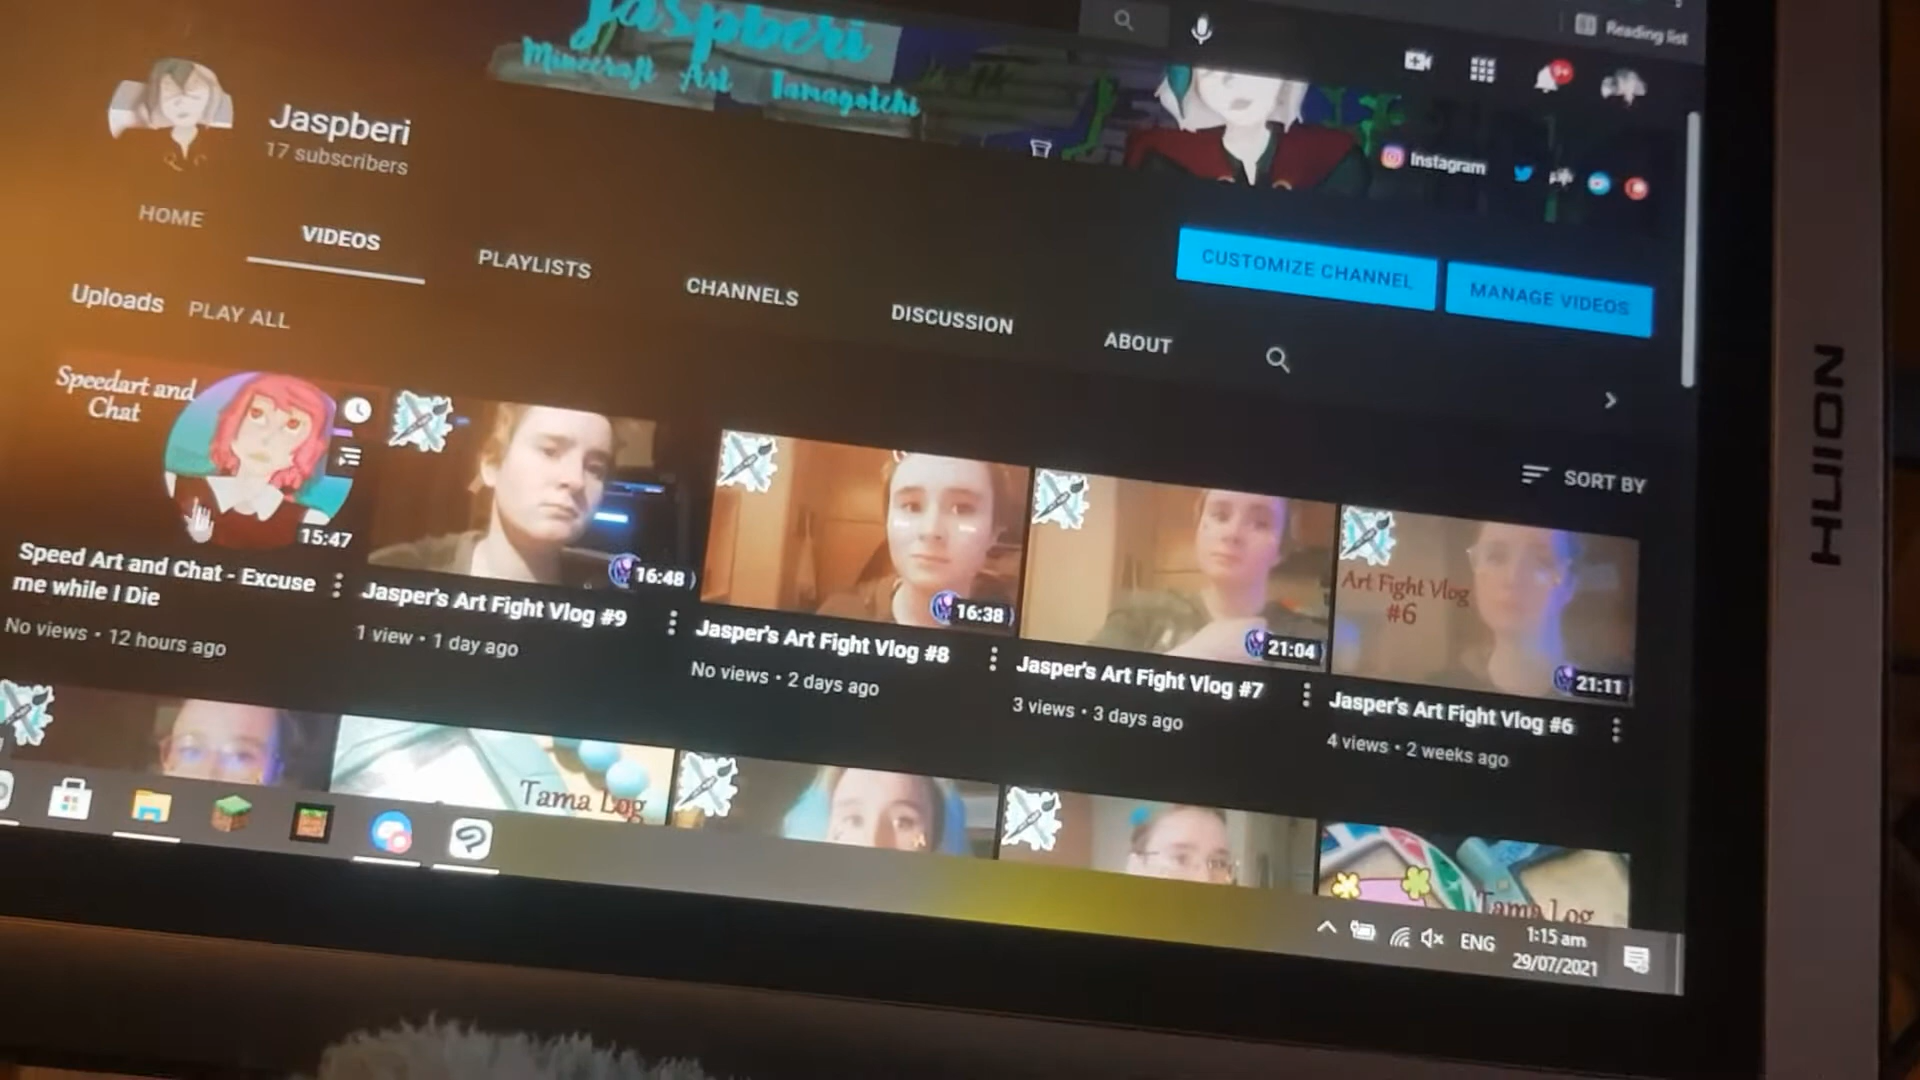 Reading list
Jaspberi
Minecraft Art Tamagotchi
Jaspberi
17 subscribers
Instagram
HOME
VIDEOS
PLAYLISTS
CHANNELS
DISCUSSION
ABOUT
CUSTOMIZE CHANNEL
MANAGE VIDEOS
Uploads PLAY ALL
SORT BY
HUION
Speedart and
Chat
15:47
16:48
16:38
21:04
Art Fight Vlog
#6
21:11
Speed Art and Chat - Excuse
me while I Die
No views • 12 hours ago
Jasper's Art Fight Vlog #9
1 view • 1 day ago
Jasper's Art Fight Vlog #8
No views • 2 days ago
Jasper's Art Fight Vlog #7
3 views • 3 days ago
Jasper's Art Fight Vlog #6
4 views • 2 weeks ago
Tama Log
Tama Log
ENG
1:15 am
29/07/2021